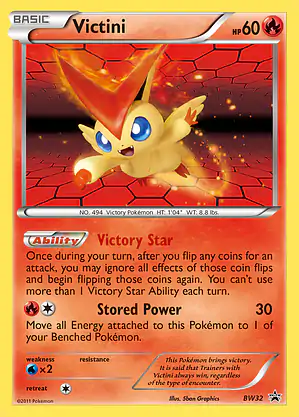 BASIC Victini HP60
NO. 494 Victory Pokémon HT: 1'04" WT: 8.8 lbs.
Ability Victory Star
Once during your turn, after you flip any coins for an
attack, you may ignore all effects of those coin flips
and begin flipping those coins again. You can't use
more than 1 Victory Star Ability each turn.
Stored Power 30
Move all Energy attached to this Pokémon to 1 of
your Benched Pokémon.
weakness resistance
×2
retreat
This Pokémon brings victory.
It is said that Trainers with
Victini always win, regardless
of the type of encounter.
©2011 Pokémon
Illus. 5ban Graphics
BW32
PROMO